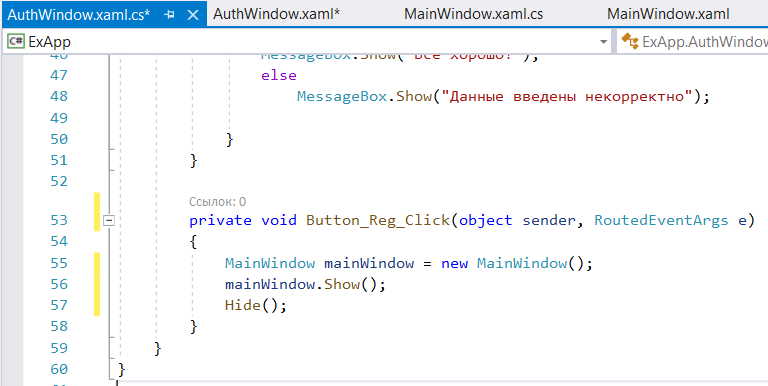 AuthWindow.xaml.cs* AuthWindow.xaml* MainWindow.xaml.cs MainWindow.xaml
C# ExApp ExApp.AuthWindow
46 MessageBox.Show("Все хорошо!");
47 else
48 MessageBox.Show("Данные введены некорректно");
49
50 }
51 }
52
Ссылок: 0
53 private void Button_Reg_Click(object sender, RoutedEventArgs e)
54 {
55 MainWindow mainWindow = new MainWindow();
56 mainWindow.Show();
57 Hide();
58 }
59 }
60 }